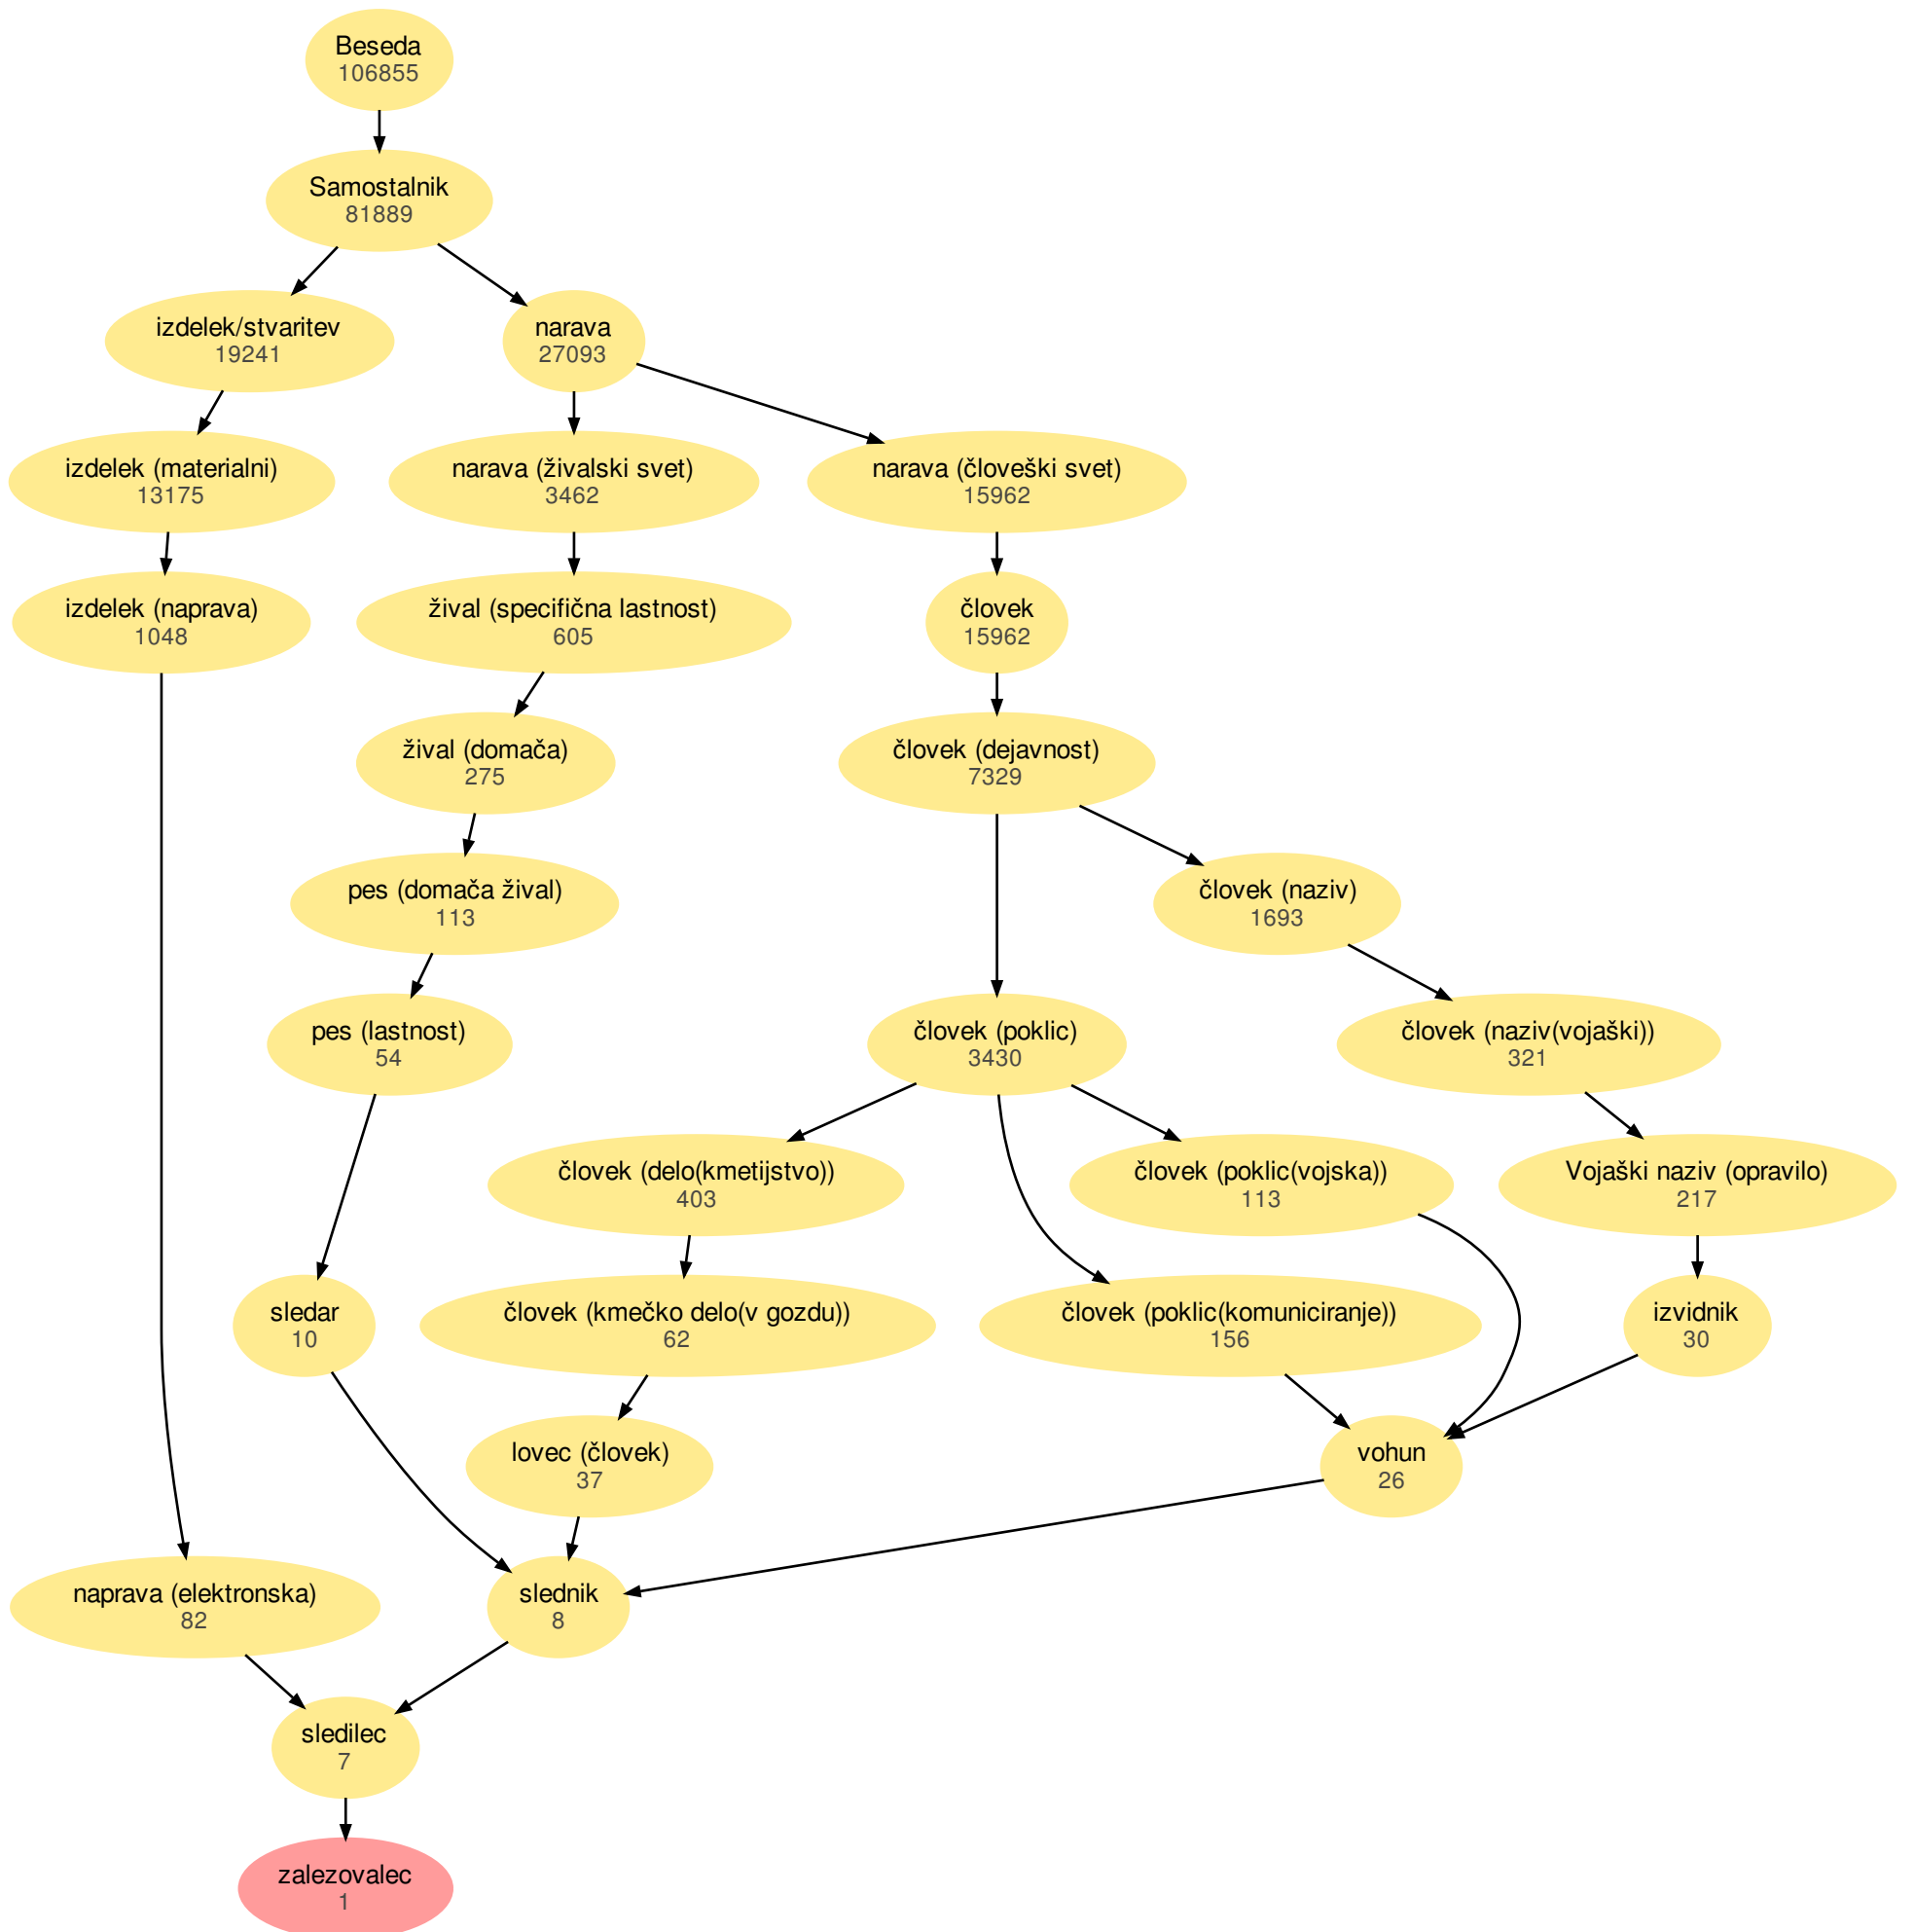 Beseda
106855
Samostalnik
81889
izdelek/stvaritev
19241
narava
27093
izdelek (materialni)
13175
narava (živalski svet)
3462
narava (človeški svet)
15962
izdelek (naprava)
1048
žival (specifična lastnost)
605
človek
15962
žival (domača)
275
človek (dejavnost)
7329
pes (domača žival)
113
človek (naziv)
1693
pes (lastnost)
54
človek (poklic)
3430
človek (naziv(vojaški))
321
človek (delo(kmetijstvo))
403
človek (poklic(vojska))
113
Vojaški naziv (opravilo)
217
sledar
10
človek (kmečko delo(v gozdu))
62
človek (poklic(komuniciranje))
156
izvidnik
30
lovec (človek)
37
vohun
26
naprava (elektronska)
82
slednik
8
sledilec
7
zalezovalec
1